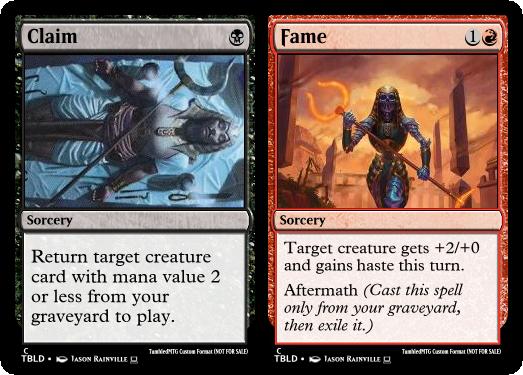 Claim
Sorcery
Return target creature
card with mana value 2
or less from your
graveyard to play.
C
TBLD • JASON RAINVILLE
TumbledMTG Custom Format (NOT FOR SALE)
Fame 1
Sorcery
Target creature gets +2/+0
and gains haste this turn.
Aftermath (Cast this spell
only from your graveyard,
then exile it.)
C
TBLD • JASON RAINVILLE
TumbledMTG Custom Format (NOT FOR SALE)